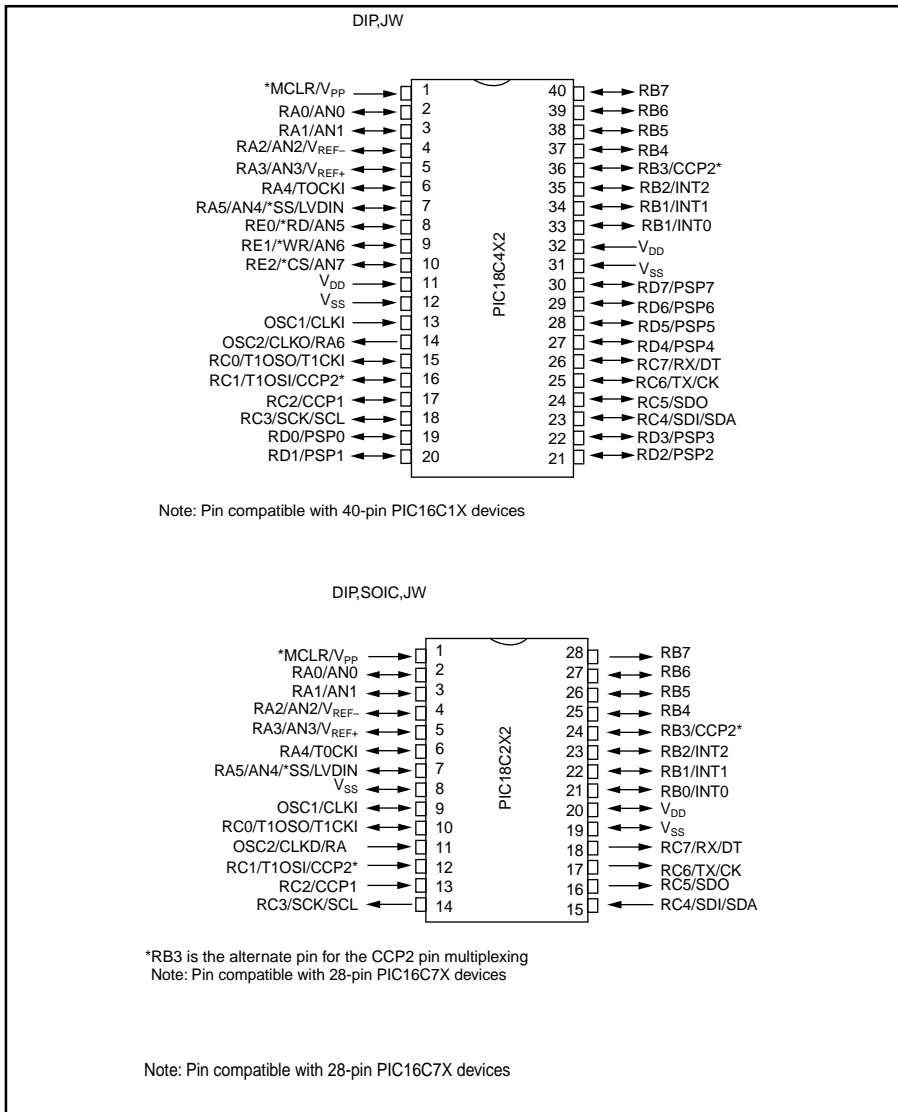 DIP,JW
*MCLR/VPP 1 40 RB7
RA0/AN0 2 39 RB6
RA1/AN1 3 38 RB5
RA2/AN2/VREF– 4 37 RB4
RA3/AN3/VREF+ 5 36 RB3/CCP2*
RA4/TOCKI 6 35 RB2/INT2
RA5/AN4/*SS/LVDIN 7 34 RB1/INT1
RE0/*RD/AN5 8 33 RB1/INT0
RE1/*WR/AN6 9 32 VDD
RE2/*CS/AN7 10 31 VSS
VDD 11 30 RD7/PSP7
VSS 12 29 RD6/PSP6
OSC1/CLKI 13 28 RD5/PSP5
OSC2/CLKO/RA6 14 27 RD4/PSP4
RC0/T1OSO/T1CKI 15 26 RC7/RX/DT
RC1/T1OSI/CCP2* 16 25 RC6/TX/CK
RC2/CCP1 17 24 RC5/SDO
RC3/SCK/SCL 18 23 RC4/SDI/SDA
RD0/PSP0 19 22 RD3/PSP3
RD1/PSP1 20 21 RD2/PSP2
PIC18C4X2
Note: Pin compatible with 40-pin PIC16C1X devices
DIP,SOIC,JW
*MCLR/VPP 1 28 RB7
RA0/AN0 2 27 RB6
RA1/AN1 3 26 RB5
RA2/AN2/VREF– 4 25 RB4
RA3/AN3/VREF+ 5 24 RB3/CCP2*
RA4/T0CKI 6 23 RB2/INT2
RA5/AN4/*SS/LVDIN 7 22 RB1/INT1
VSS 8 21 RB0/INT0
OSC1/CLKI 9 20 VDD
RC0/T1OSO/T1CKI 10 19 VSS
OSC2/CLKD/RA 11 18 RC7/RX/DT
RC1/T1OSI/CCP2* 12 17 RC6/TX/CK
RC2/CCP1 13 16 RC5/SDO
RC3/SCK/SCL 14 15 RC4/SDI/SDA
PIC18C2X2
*RB3 is the alternate pin for the CCP2 pin multiplexing
Note: Pin compatible with 28-pin PIC16C7X devices
Note: Pin compatible with 28-pin PIC16C7X devices